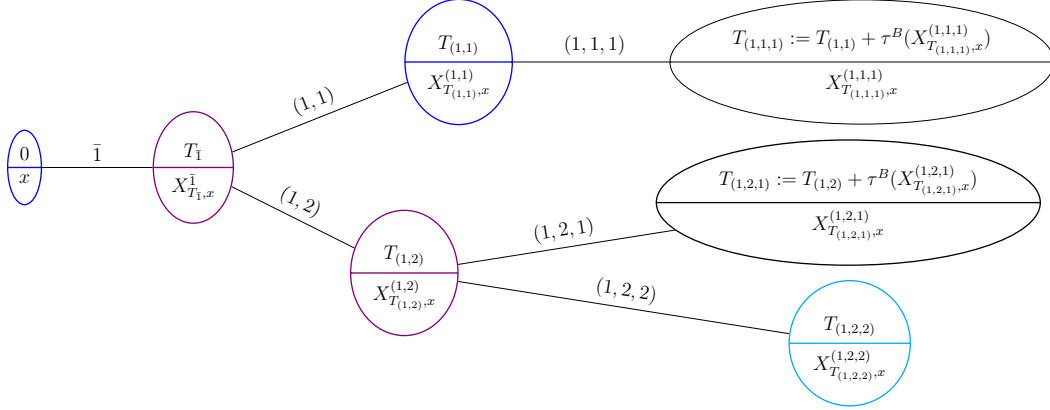 0
x
1̄
T_{1̄}
X^{1̄}_{T_{1̄},x}
(1, 1)
(1, 2)
T_{(1,1)}
X^{(1,1)}_{T_{(1,1)},x}
(1, 1, 1)
T_{(1,1,1)} := T_{(1,1)} + τ^B(X^{(1,1,1)}_{T_{(1,1,1)},x})
X^{(1,1,1)}_{T_{(1,1,1)},x}
T_{(1,2)}
X^{(1,2)}_{T_{(1,2)},x}
(1, 2, 1)
T_{(1,2,1)} := T_{(1,2)} + τ^B(X^{(1,2,1)}_{T_{(1,2,1)},x})
X^{(1,2,1)}_{T_{(1,2,1)},x}
(1, 2, 2)
T_{(1,2,2)}
X^{(1,2,2)}_{T_{(1,2,2)},x}